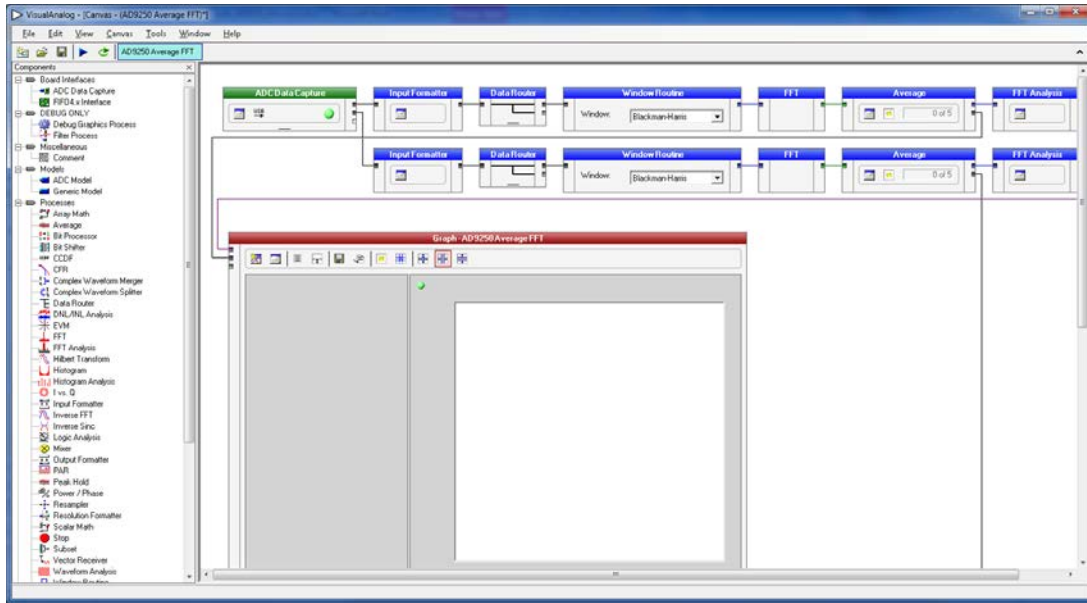 VisualAnalog - [Canvas - (AD9250 Average FFT)*]
File Edit View Canvas Tools Window Help
AD9250 Average FFT
Components
Board Interfaces
ADC Data Capture
FIFO4.x Interface
DEBUG ONLY
Debug Graphics Process
Filter Process
Miscellaneous
Comment
Models
ADC Model
Generic Model
Processes
Array Math
Average
Bit Processor
Bit Shifter
CCDF
CFR
Complex Waveform Merger
Complex Waveform Splitter
Data Router
DNL/INL Analysis
EVM
FFT
FFT Analysis
Hilbert Transform
Histogram
Histogram Analysis
I vs. Q
Input Formatter
Inverse FFT
Inverse Sinc
Logic Analysis
Mixer
Output Formatter
PAR
Peak Hold
Power / Phase
Resampler
Resolution Formatter
Scalar Math
Stop
Subset
Vector Receiver
Waveform Analysis
Window Routine
ADC Data Capture Input Formatter Data Router Window Routine FFT Average FFT Analysis
Window: Blackman-Harris 0 of 5
Input Formatter Data Router Window Routine FFT Average FFT Analysis
Window: Blackman-Harris 0 of 5
Graph - AD9250 Average FFT